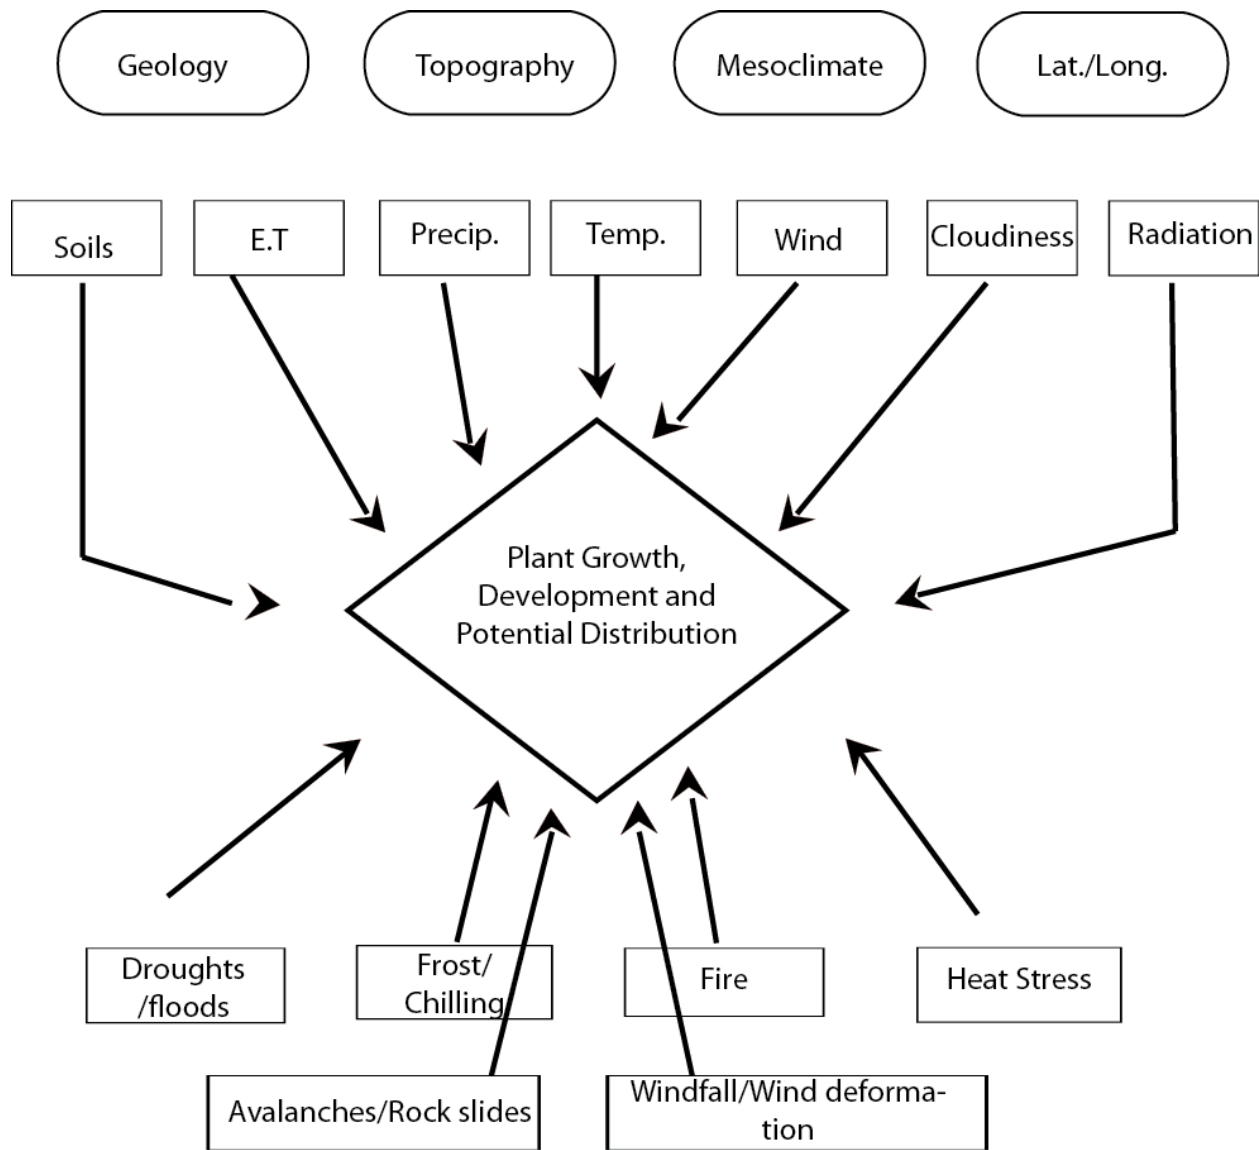 Geology
Topography
Mesoclimate
Lat./Long.
Soils
E.T
Precip.
Temp.
Wind
Cloudiness
Radiation
Plant Growth,
Development and
Potential Distribution
Droughts
/floods
Frost/
Chilling
Fire
Heat Stress
Avalanches/Rock slides
Windfall/Wind deforma-
tion